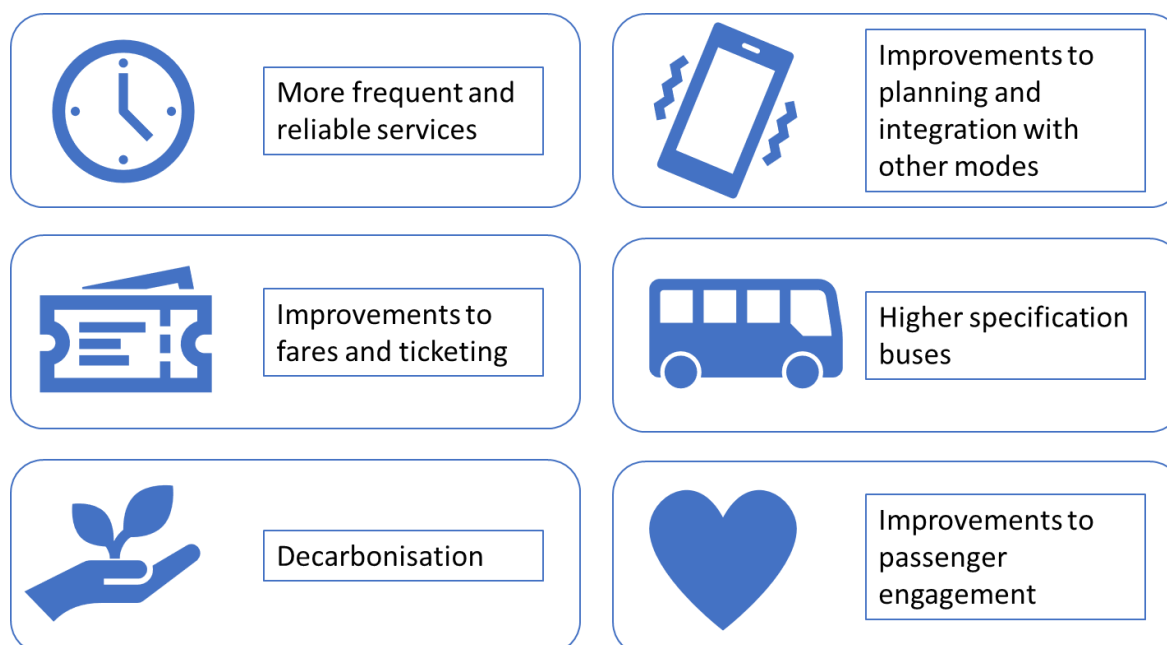 More frequent and
reliable services
Improvements to
planning and
integration with
other modes
Improvements to
fares and ticketing
Higher specification
buses
Decarbonisation
Improvements to
passenger
engagement